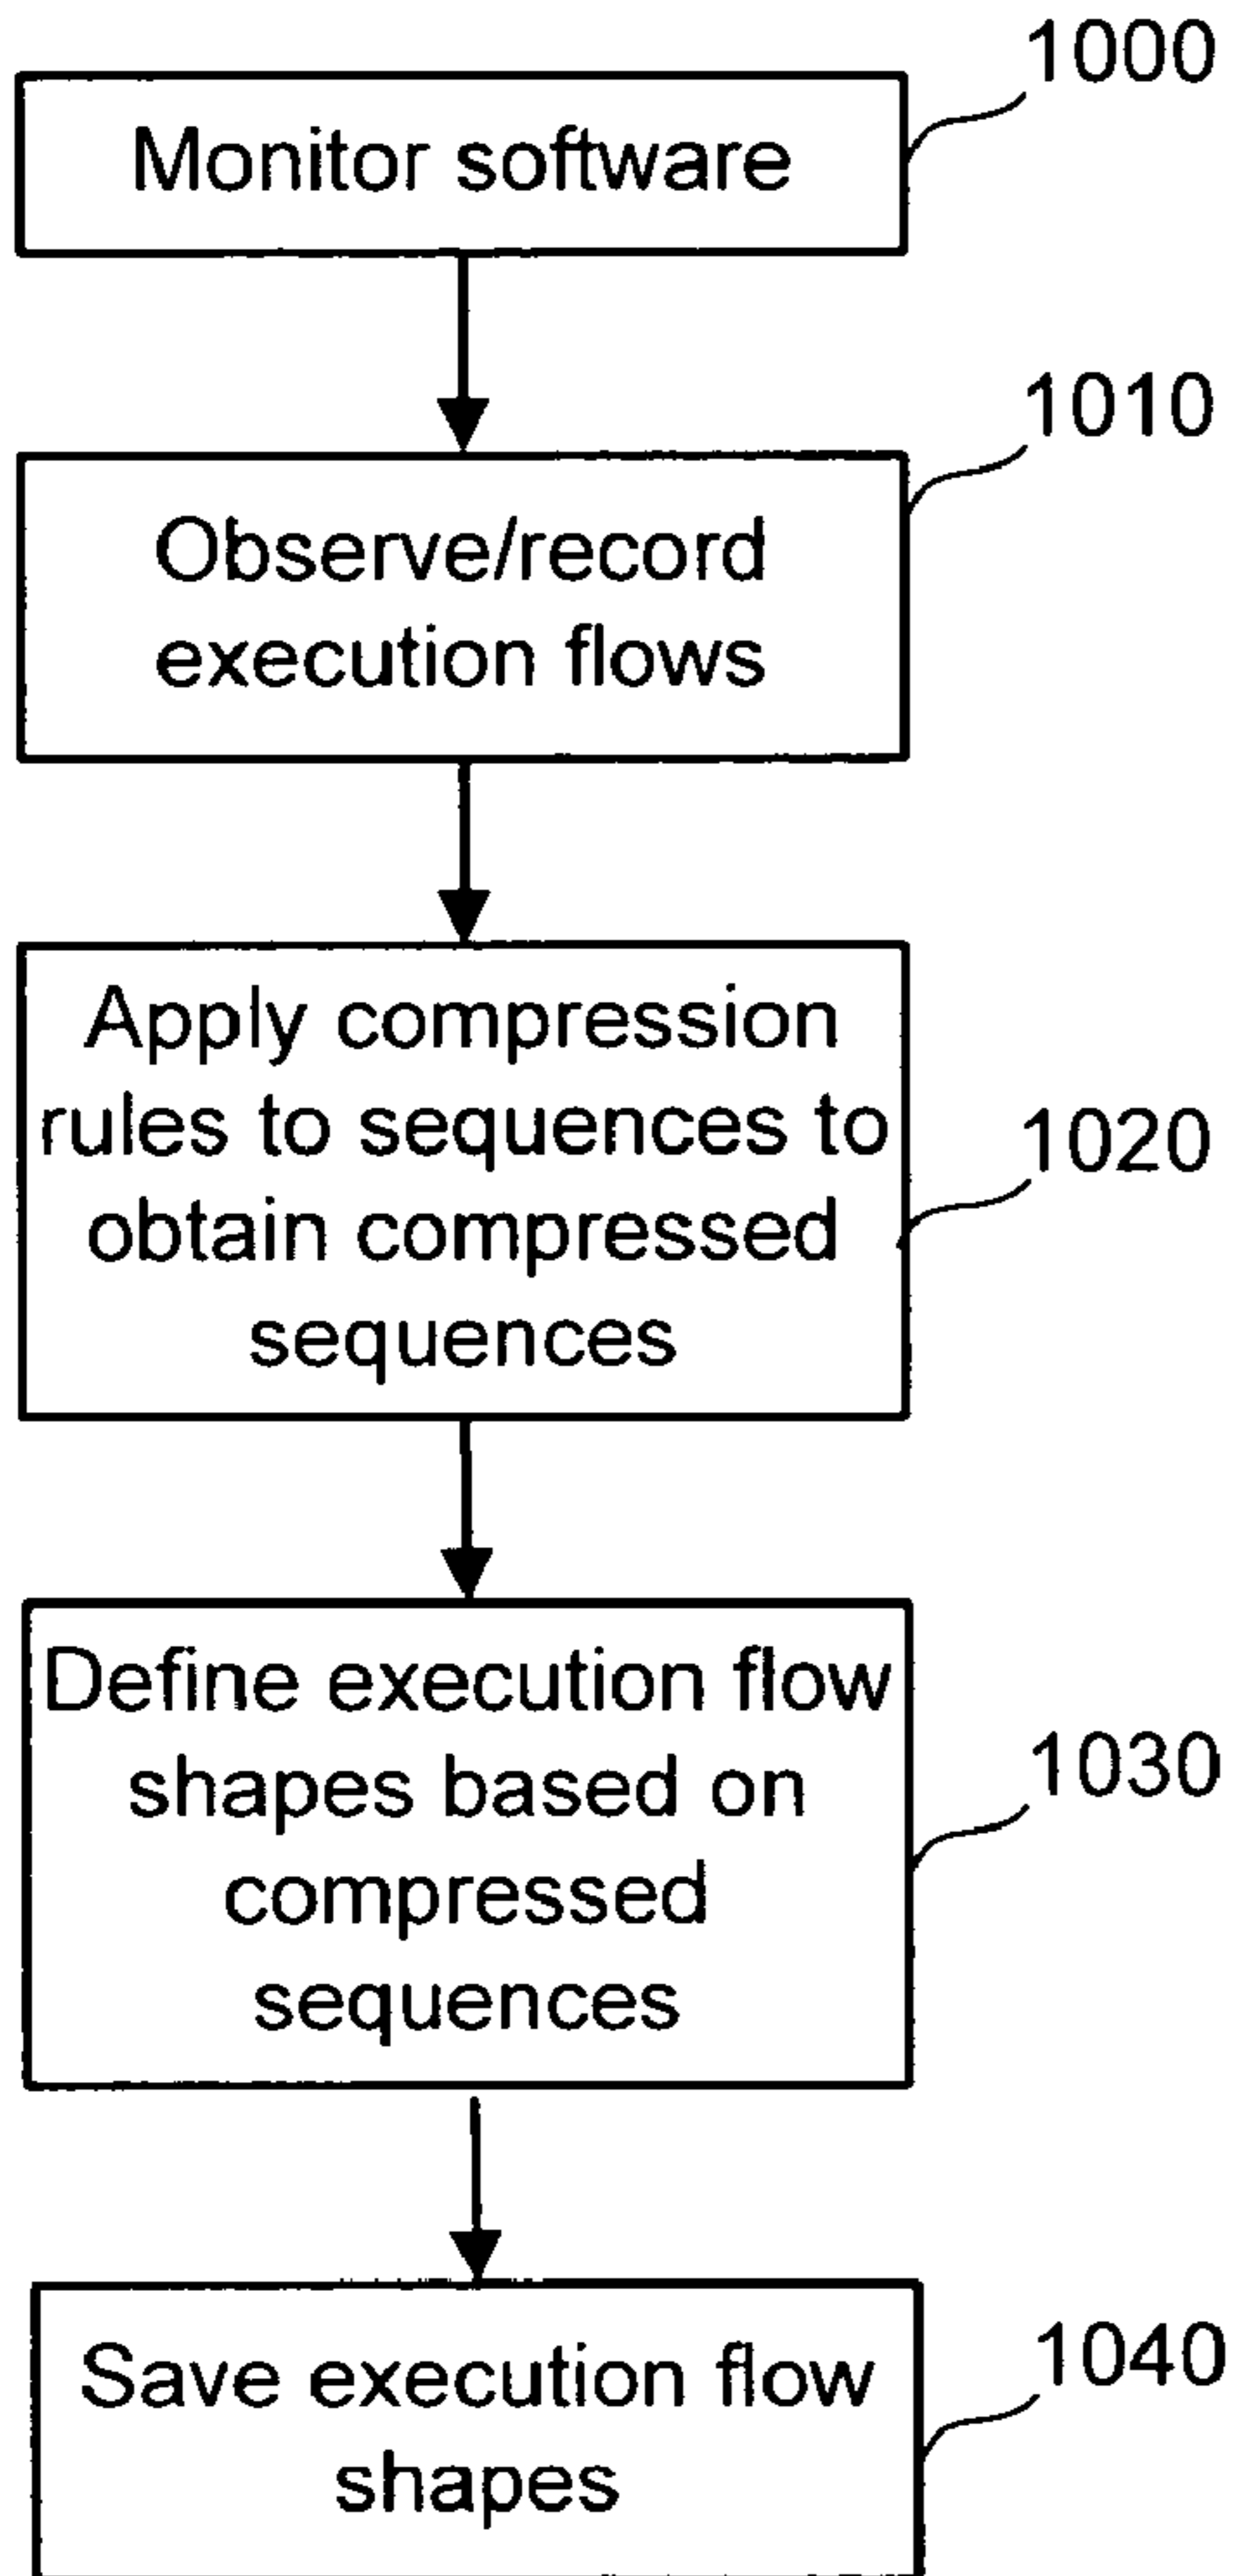 1000
Monitor software
1010
Observe/record
execution flows
Apply compression
rules to sequences to
1020
obtain compressed
sequences
Define execution flow
shapes based on
1030
compressed
sequences
Save execution flow
1040
shapes